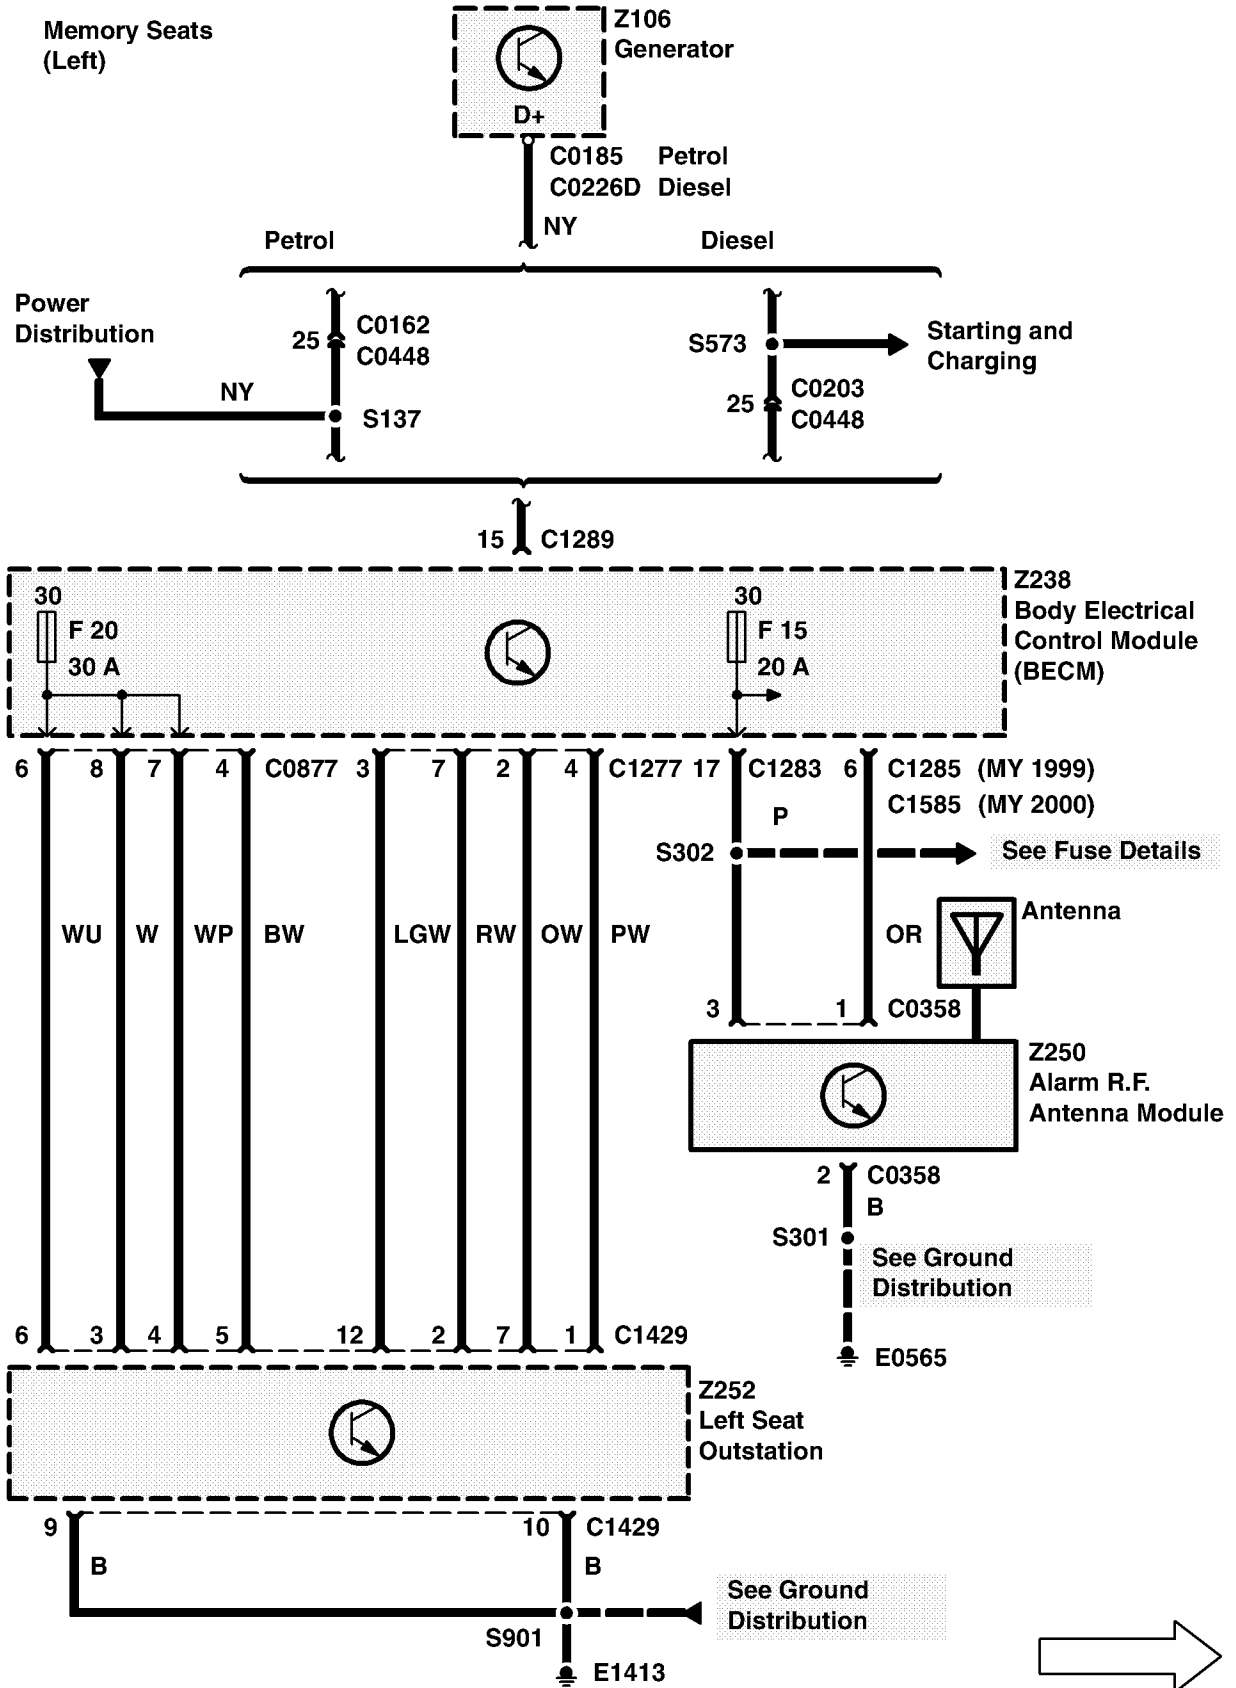 Memory Seats
(Left)
Z106
Generator
D+
C0185 Petrol
C0226D Diesel
NY
Petrol
Diesel
Power
Distribution
25
C0162
C0448
NY
S137
S573
Starting and
Charging
25
C0203
C0448
15 C1289
Z238
Body Electrical
Control Module
(BECM)
30
F 20
30 A
30
F 15
20 A
6 8 7 4 C0877 3 7 2 4 C1277 17 C1283 6 C1285 (MY 1999)
C1585 (MY 2000)
P
S302
See Fuse Details
Antenna
WU W WP BW LGW RW OW PW OR
3 1 C0358
Z250
Alarm R.F.
Antenna Module
2 C0358
B
S301
See Ground
Distribution
6 3 4 5 12 2 7 1 C1429
E0565
Z252
Left Seat
Outstation
9 10 C1429
B B
See Ground
Distribution
S901
E1413